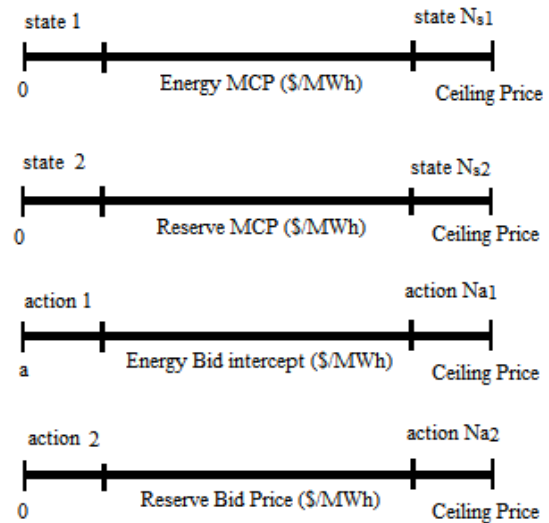 state 1
state Ns1
0
Energy MCP ($/MWh)
Ceiling Price
state 2
state Ns2
0
Reserve MCP ($/MWh)
Ceiling Price
action 1
action Na1
a
Energy Bid intercept ($/MWh)
Ceiling Price
action 2
action Na2
0
Reserve Bid Price ($/MWh)
Ceiling Price